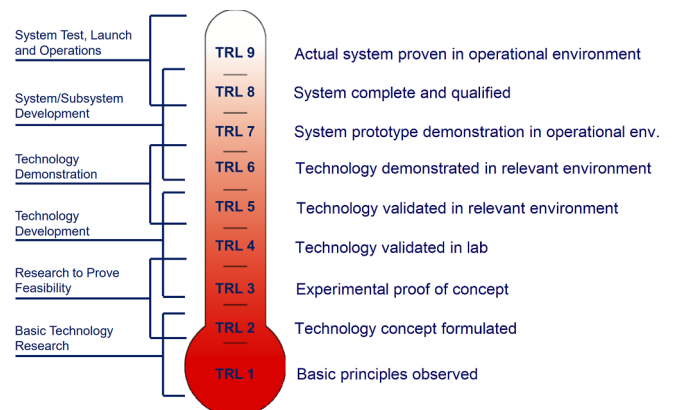 System Test, Launch
and Operations
TRL 9
Actual system proven in operational environment
System/Subsystem
Development
TRL 8
System complete and qualified
TRL 7
System prototype demonstration in operational env.
Technology
Demonstration
TRL 6
Technology demonstrated in relevant environment
TRL 5
Technology validated in relevant environment
Technology
Development
TRL 4
Technology validated in lab
Research to Prove
Feasibility
TRL 3
Experimental proof of concept
Basic Technology
Research
TRL 2
Technology concept formulated
TRL 1
Basic principles observed